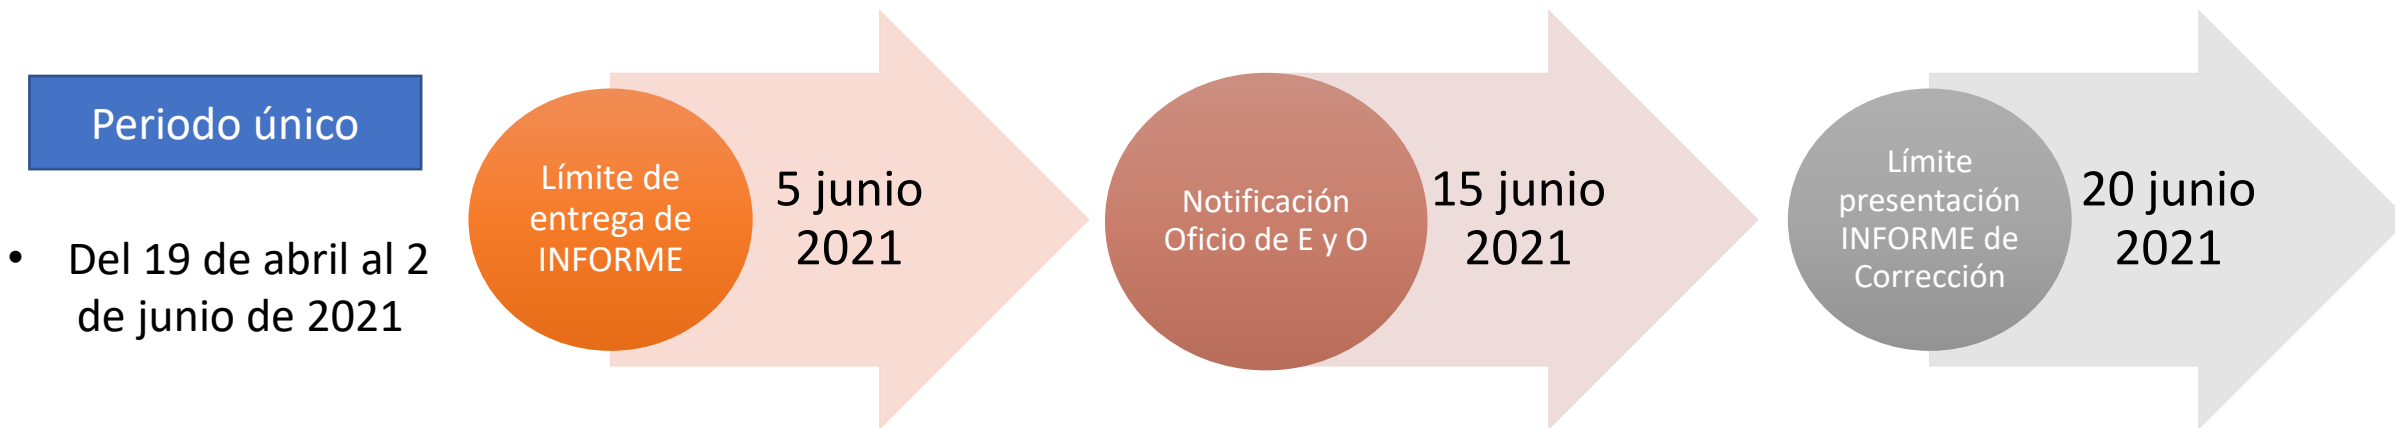 Periodo único
• Del 19 de abril al 2
de junio de 2021
Límite de
entrega de
INFORME
5 junio
2021
Notificación
Oficio de E y O
15 junio
2021
Límite
presentación
INFORME de
Corrección
20 junio
2021